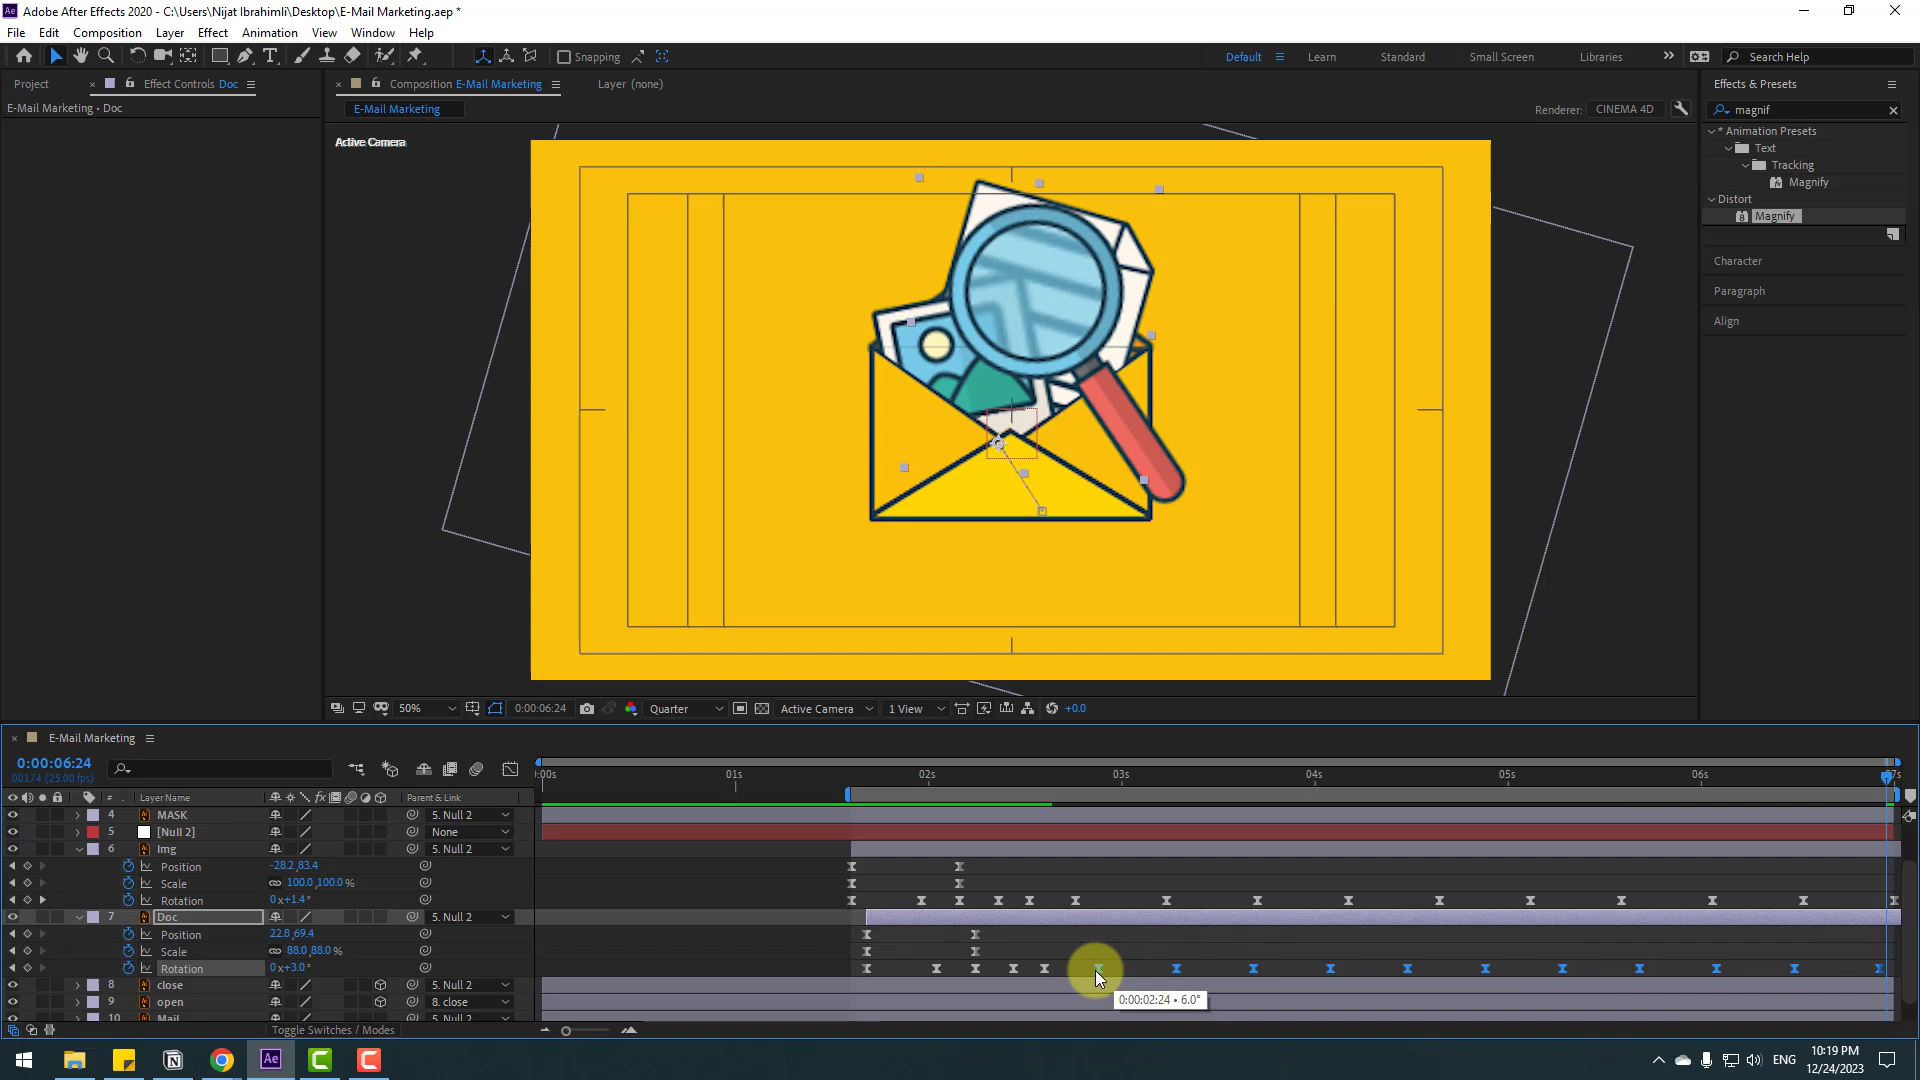 Adobe After Effects 2020 - C:\Users\Nijat Ibrahimli\Desktop\E-Mail Marketing.aep *
File Edit Composition Layer Effect Animation View Window Help
Snapping
Default Learn Standard Small Screen Libraries Search Help
Project Effect Controls Doc
E-Mail Marketing • Doc
Composition E-Mail Marketing Layer (none)
E-Mail Marketing
Renderer: CINEMA 4D
Active Camera
Effects & Presets
magnif
* Animation Presets
Text
Tracking
Magnify
Distort
Magnify
Character
Paragraph
Align
50% 0:00:06:24 Quarter Active Camera 1 View +0.0
E-Mail Marketing
0:00:06:24
00174 (25.00 fps)
:00s 01s 02s 03s 04s 05s 06s 07s
# Layer Name fx Parent & Link
4 MASK 5. Null 2
5 [Null 2] None
6 Img 5. Null 2
Position -28.2,83.4
Scale 100.0,100.0%
Rotation 0x+1.4°
7 Doc 5. Null 2
Position 22.8,69.4
Scale 88.0,88.0%
Rotation 0x+3.0°
8 close 5. Null 2
9 open 8. close
10 Mail 5. Null 2
0:00:02:24 • 6.0°
Toggle Switches / Modes
ENG
10:19 PM
12/24/2023